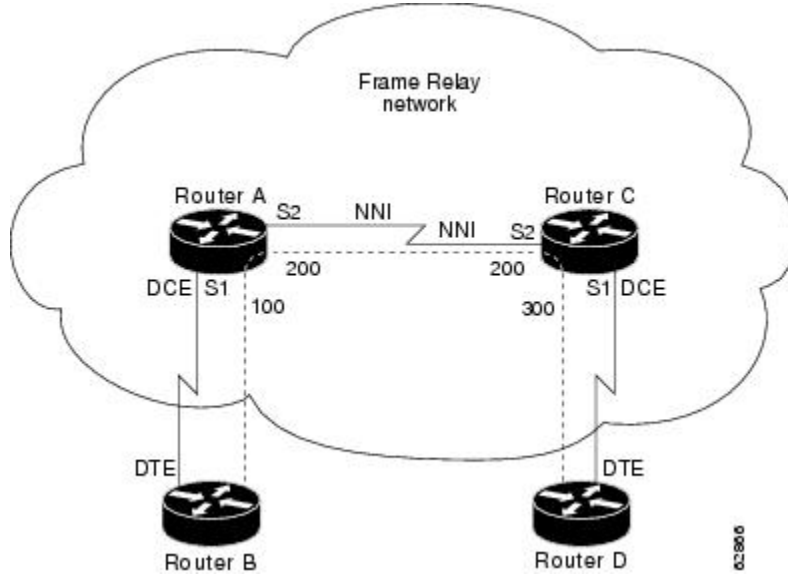 Frame Relay
network
Router A
Router C
S2
NNI
NNI
S2
200
200
DCE
S1
S1
DCE
100
300
DTE
DTE
Router B
Router D
62866